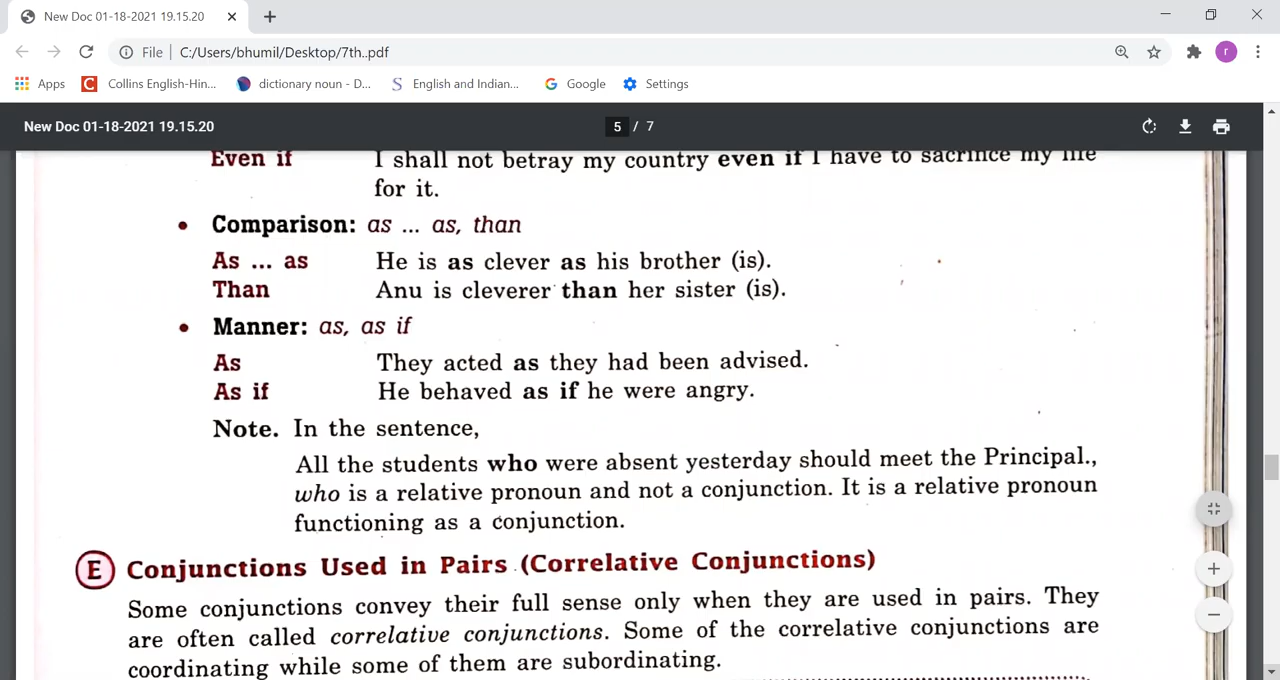 New Doc 01-18-2021 19.15.20
File C:/Users/bhumil/Desktop/7th..pdf
r
Apps Collins English-Hin... dictionary noun - D... English and Indian... Google Settings
New Doc 01-18-2021 19.15.20 5 / 7
Even if I shall not betray my country even if I have to sacrifice my life
for it.
• Comparison: as ... as, than
As ... as He is as clever as his brother (is).
Than Anu is cleverer than her sister (is).
• Manner: as, as if
As They acted as they had been advised.
As if He behaved as if he were angry.
Note. In the sentence,
All the students who were absent yesterday should meet the Principal.,
who is a relative pronoun and not a conjunction. It is a relative pronoun
functioning as a conjunction.
E Conjunctions Used in Pairs (Correlative Conjunctions)
Some conjunctions convey their full sense only when they are used in pairs. They
are often called correlative conjunctions. Some of the correlative conjunctions are
coordinating while some of them are subordinating.